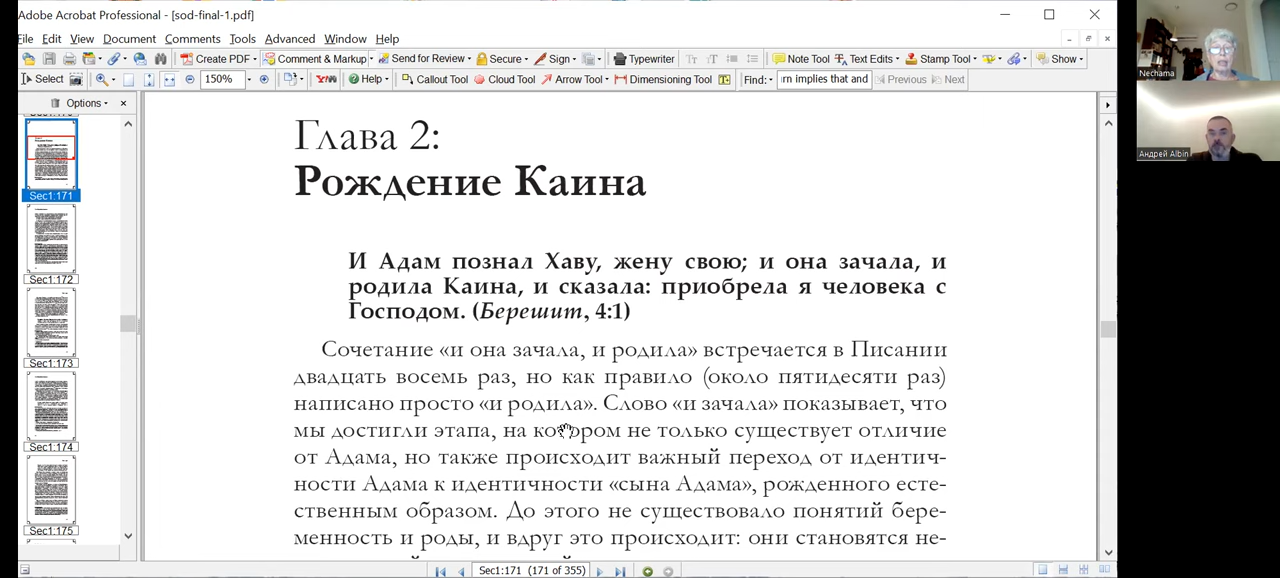 Adobe Acrobat Professional - [sod-final-1.pdf]
File Edit View Document Comments Tools Advanced Window Help
Create PDF Comment & Markup Send for Review Secure Sign Typewriter Note Tool Text Edits Stamp Tool Show
Select 150% Help Callout Tool Cloud Tool Arrow Tool Dimensioning Tool Find: rn implies that and Previous Next
Options
Sec1:171
Sec1:172
Sec1:173
Sec1:174
Sec1:175
Глава 2:
Рождение Каина
И Адам познал Хаву, жену свою; и она зачала, и
родила Каина, и сказала: приобрела я человека с
Господом. (Берешит, 4:1)
Сочетание «и она зачала, и родила» встречается в Писании
двадцать восемь раз, но как правило (около пятидесяти раз)
написано просто «и родила». Слово «и зачала» показывает, что
мы достигли этапа, на котором не только существует отличие
от Адама, но также происходит важный переход от идентич-
ности Адама к идентичности «сына Адама», рожденного есте-
ственным образом. До этого не существовало понятий бере-
менность и роды, и вдруг это происходит: они становятся не-
Sec1:171 (171 of 355)
Nechama
Андрей Albin